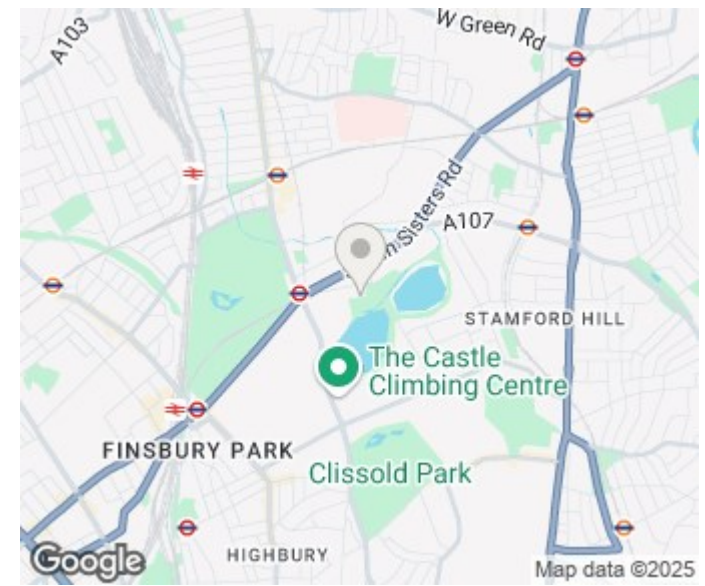 A103
W Green Rd
Sisters Rd
A107
STAMFORD HILL
The Castle
Climbing Centre
FINSBURY PARK
Clissold Park
HIGHBURY
Google
Map data ©2025